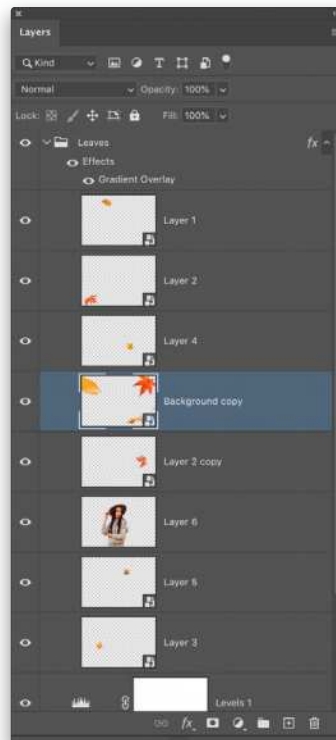 Layers
Kind
Normal Opacity: 100%
Lock: Fill: 100%
Leaves fx
Effects
Gradient Overlay
Layer 1
Layer 2
Layer 4
Background copy
Layer 2 copy
Layer 6
Layer 5
Layer 3
Levels 1
fx